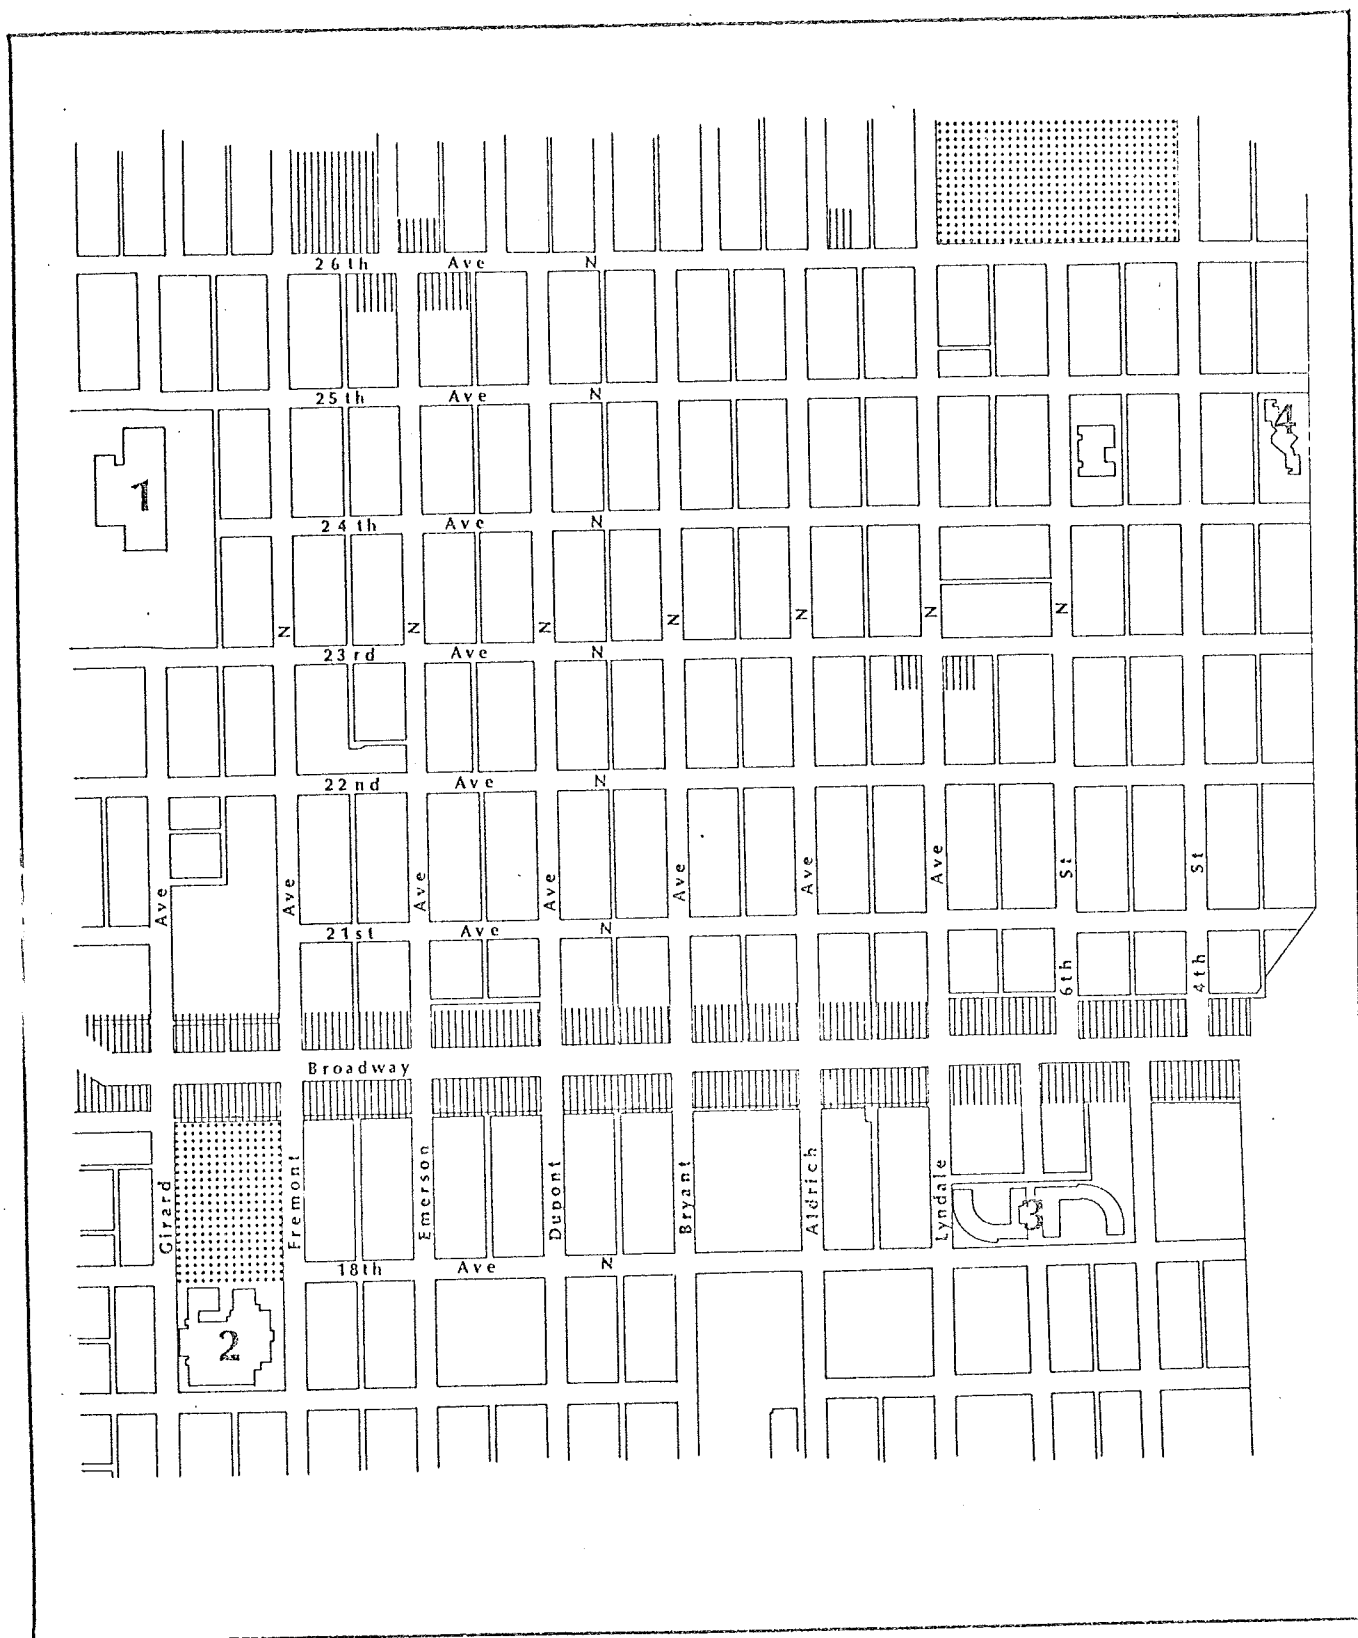 26th Ave N
25th Ave N
4
1
24th Ave N
N N N N N N N
23rd Ave N
22nd Ave N
Ave Ave Ave Ave Ave Ave Ave St St
21st Ave N
6th 4th
Broadway
Girard Fremont Emerson Dupont Bryant Aldrich Lyndale
3
18th Ave N
2